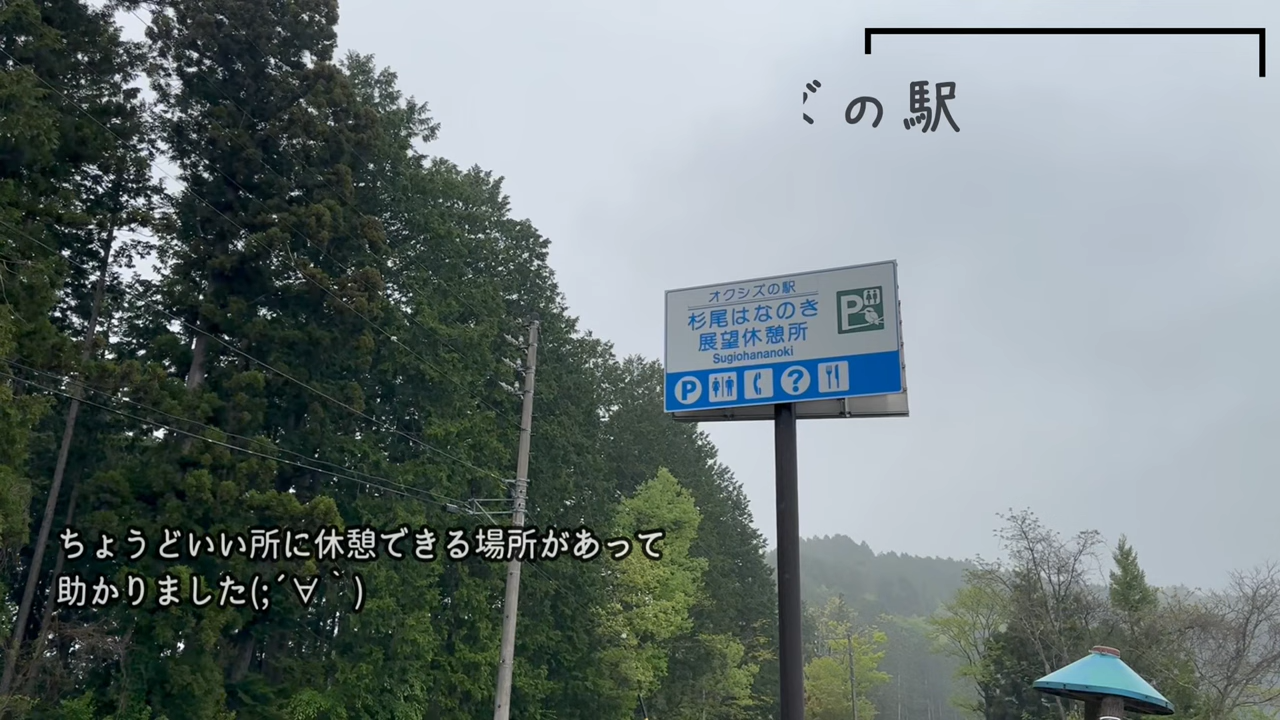 の駅
オクシズの駅
杉尾はなのき
展望休憩所
Sugiohananoki
P
P ?
ちょうどいい所に休憩できる場所があって
助かりました(;´∀｀)